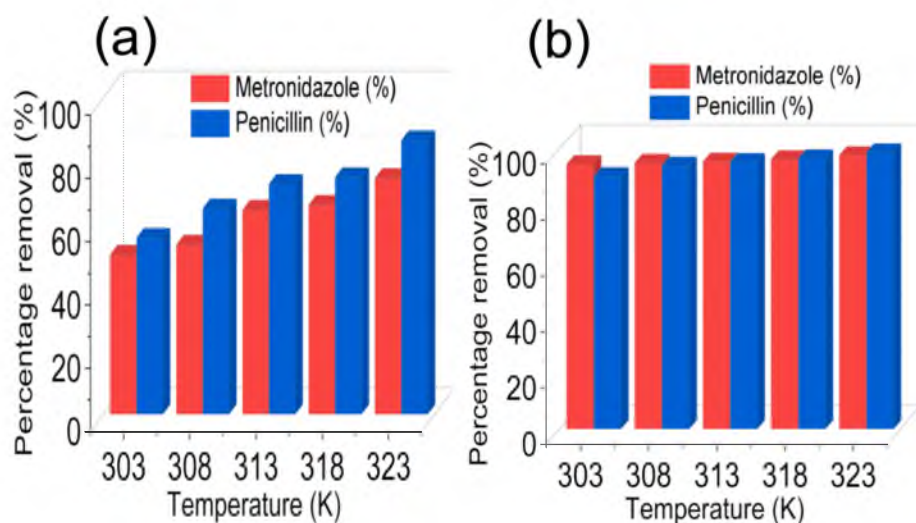 (a)
Metronidazole (%)
Penicillin (%)
Percentage removal (%)
100
80
60
40
20
0
303 308 313 318 323
Temperature (K)
(b)
Metronidazole (%)
Penicillin (%)
Percentage removal (%)
100
80
60
40
20
0
303 308 313 318 323
Temperature (K)